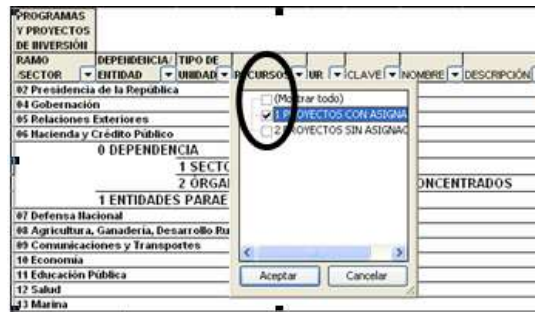 PROGRAMAS
Y PROYECTOS
DE INVERSIÓN
RAMO /SECTOR DEPENDENCIA/ ENTIDAD TIPO DE UNIDAD RECURSOS UR CLAVE NOMBRE DESCRIPCIÓN
02 Presidencia de la República
04 Gobernación
05 Relaciones Exteriores
06 Hacienda y Crédito Público
0 DEPENDENCIA
1 SECTO
2 ÓRGA ONCENTRADOS
1 ENTIDADES PARAE
07 Defensa Nacional
08 Agricultura, Ganadería, Desarrollo Ru
09 Comunicaciones y Transportes
10 Economía
11 Educación Pública
12 Salud
13 Marina
(Mostrar todo)
1 PROYECTOS CON ASIGNA
2 PROYECTOS SIN ASIGNAC
Aceptar Cancelar